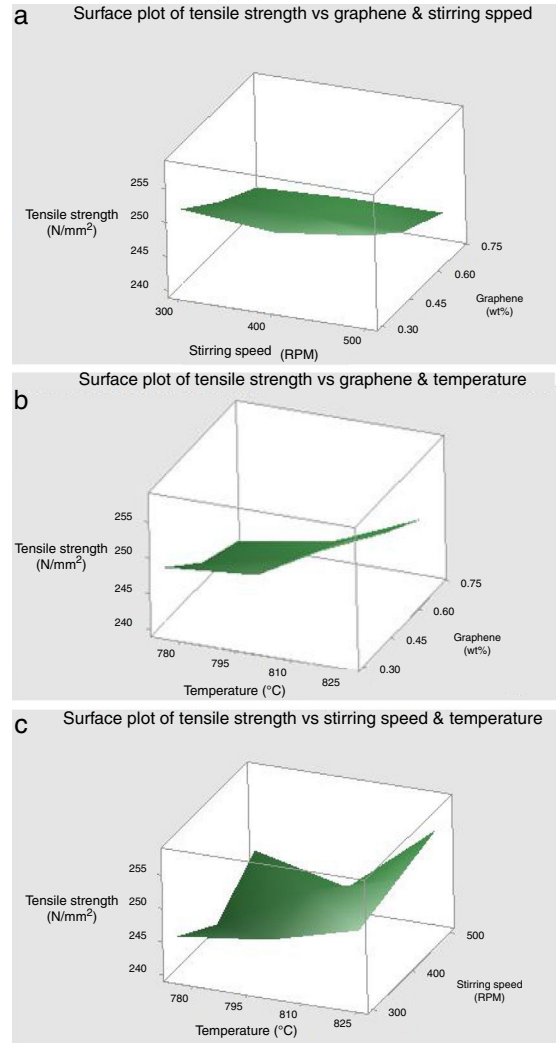 a
Surface plot of tensile strength vs graphene & stirring spped
255
Tensile strength
250
(N/mm²)
245
240
300
400
500
Stirring speed (RPM)
0.30
0.45
0.60
0.75
Graphene
(wt%)
b
Surface plot of tensile strength vs graphene & temperature
255
Tensile strength
250
(N/mm²)
245
240
780
795
810
825
Temperature (°C)
0.30
0.45
0.60
0.75
Graphene
(wt%)
c
Surface plot of tensile strength vs stirring speed & temperature
255
Tensile strength
250
(N/mm²)
245
240
780
795
810
825
Temperature (°C)
300
400
500
Stirring speed
(RPM)